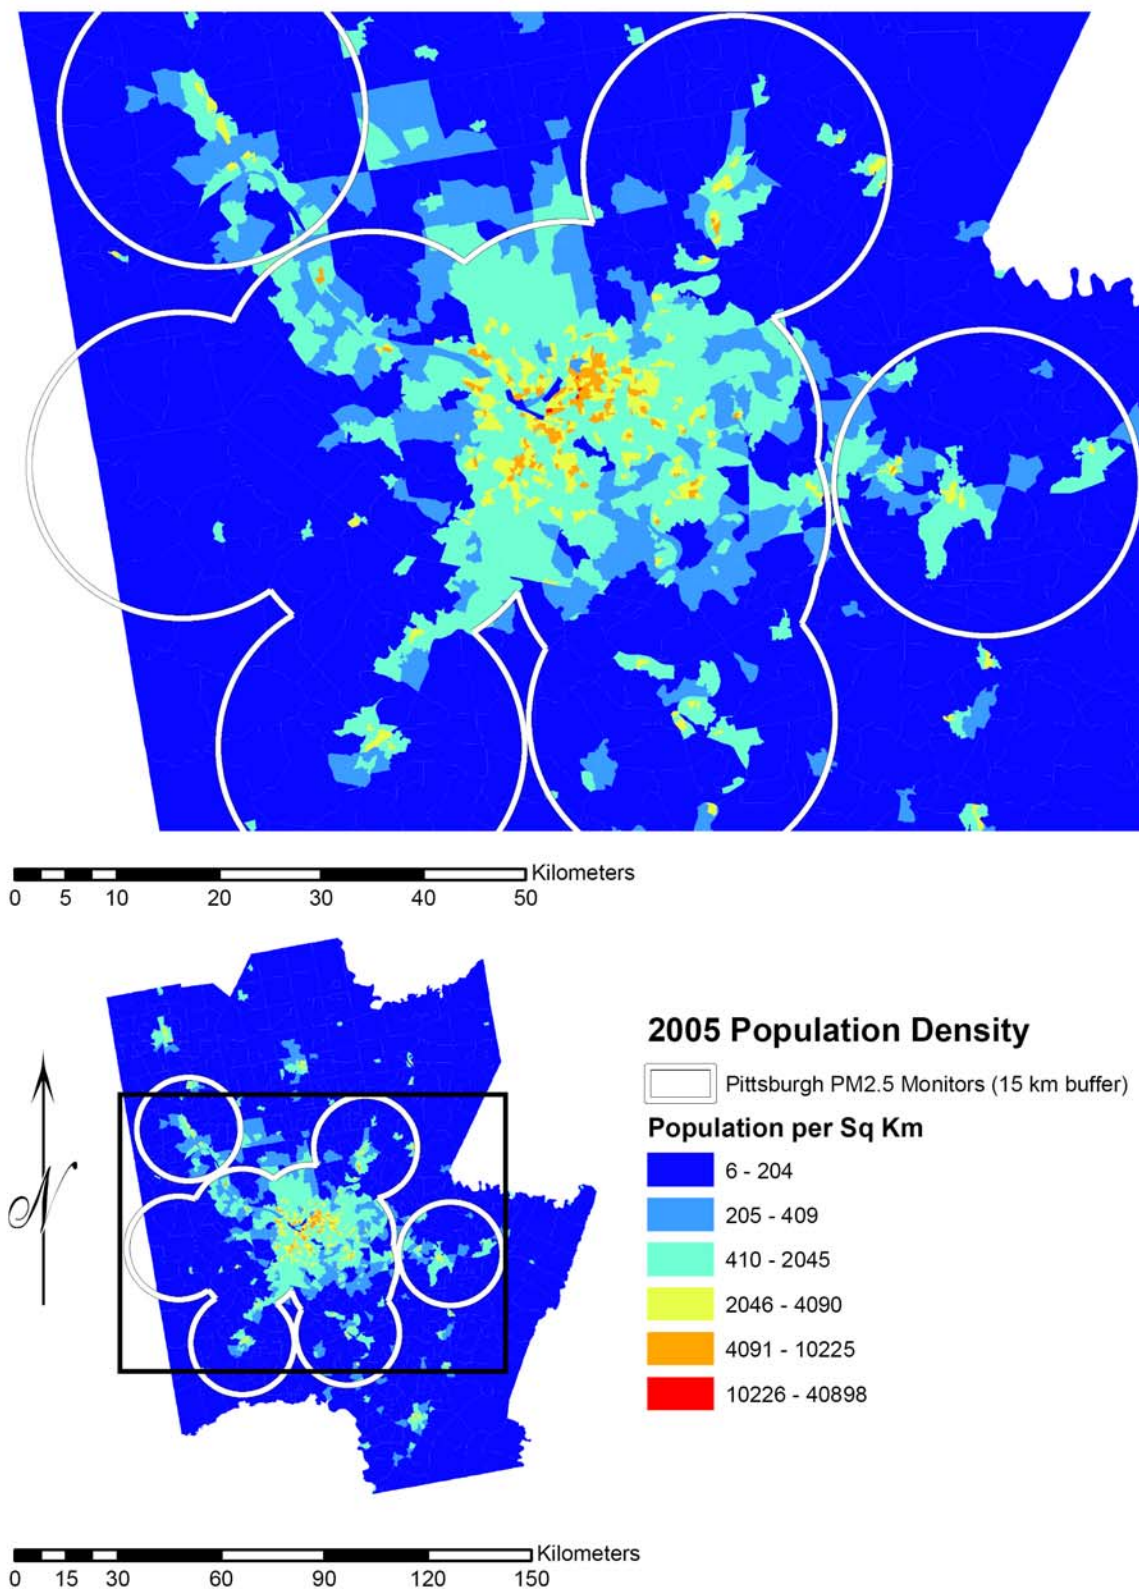 Kilometers
0 5 10 20 30 40 50
N
2005 Population Density
Pittsburgh PM2.5 Monitors (15 km buffer)
Population per Sq Km
6 - 204
205 - 409
410 - 2045
2046 - 4090
4091 - 10225
10226 - 40898
Kilometers
0 15 30 60 90 120 150